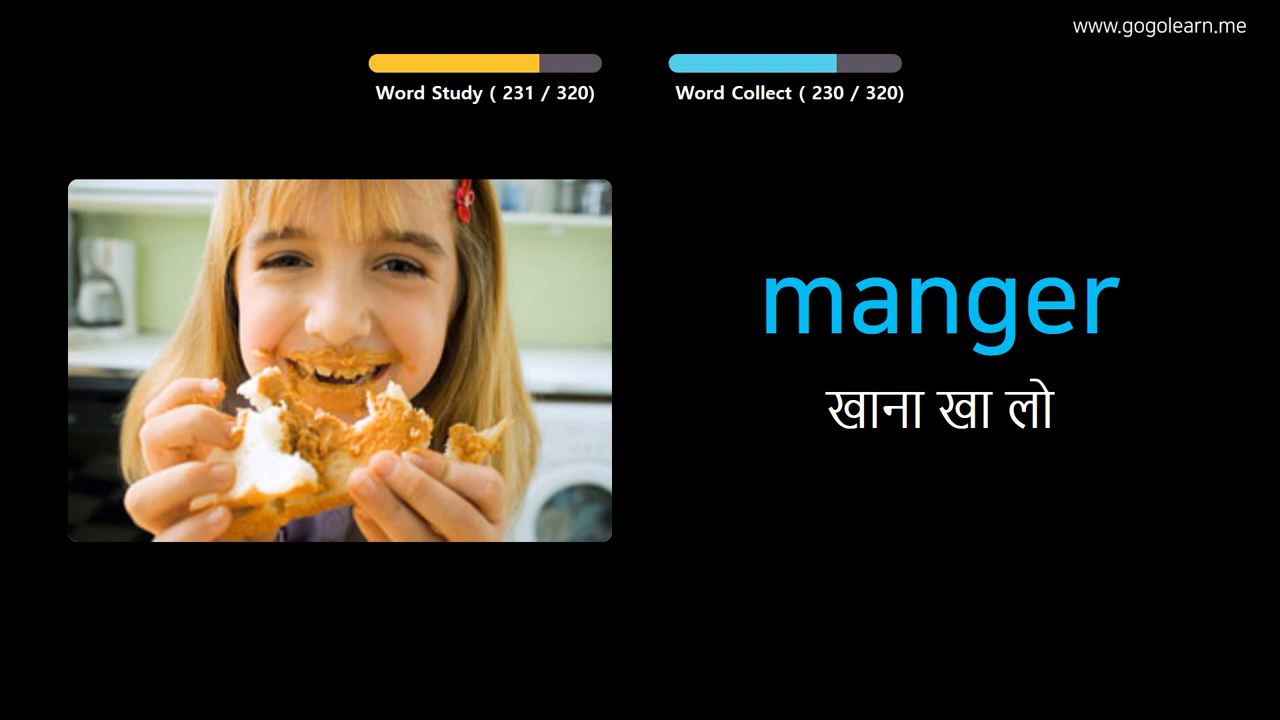 www.gogolearn.me
Word Study ( 231 / 320)
Word Collect ( 230 / 320)
manger
खाना खा लो